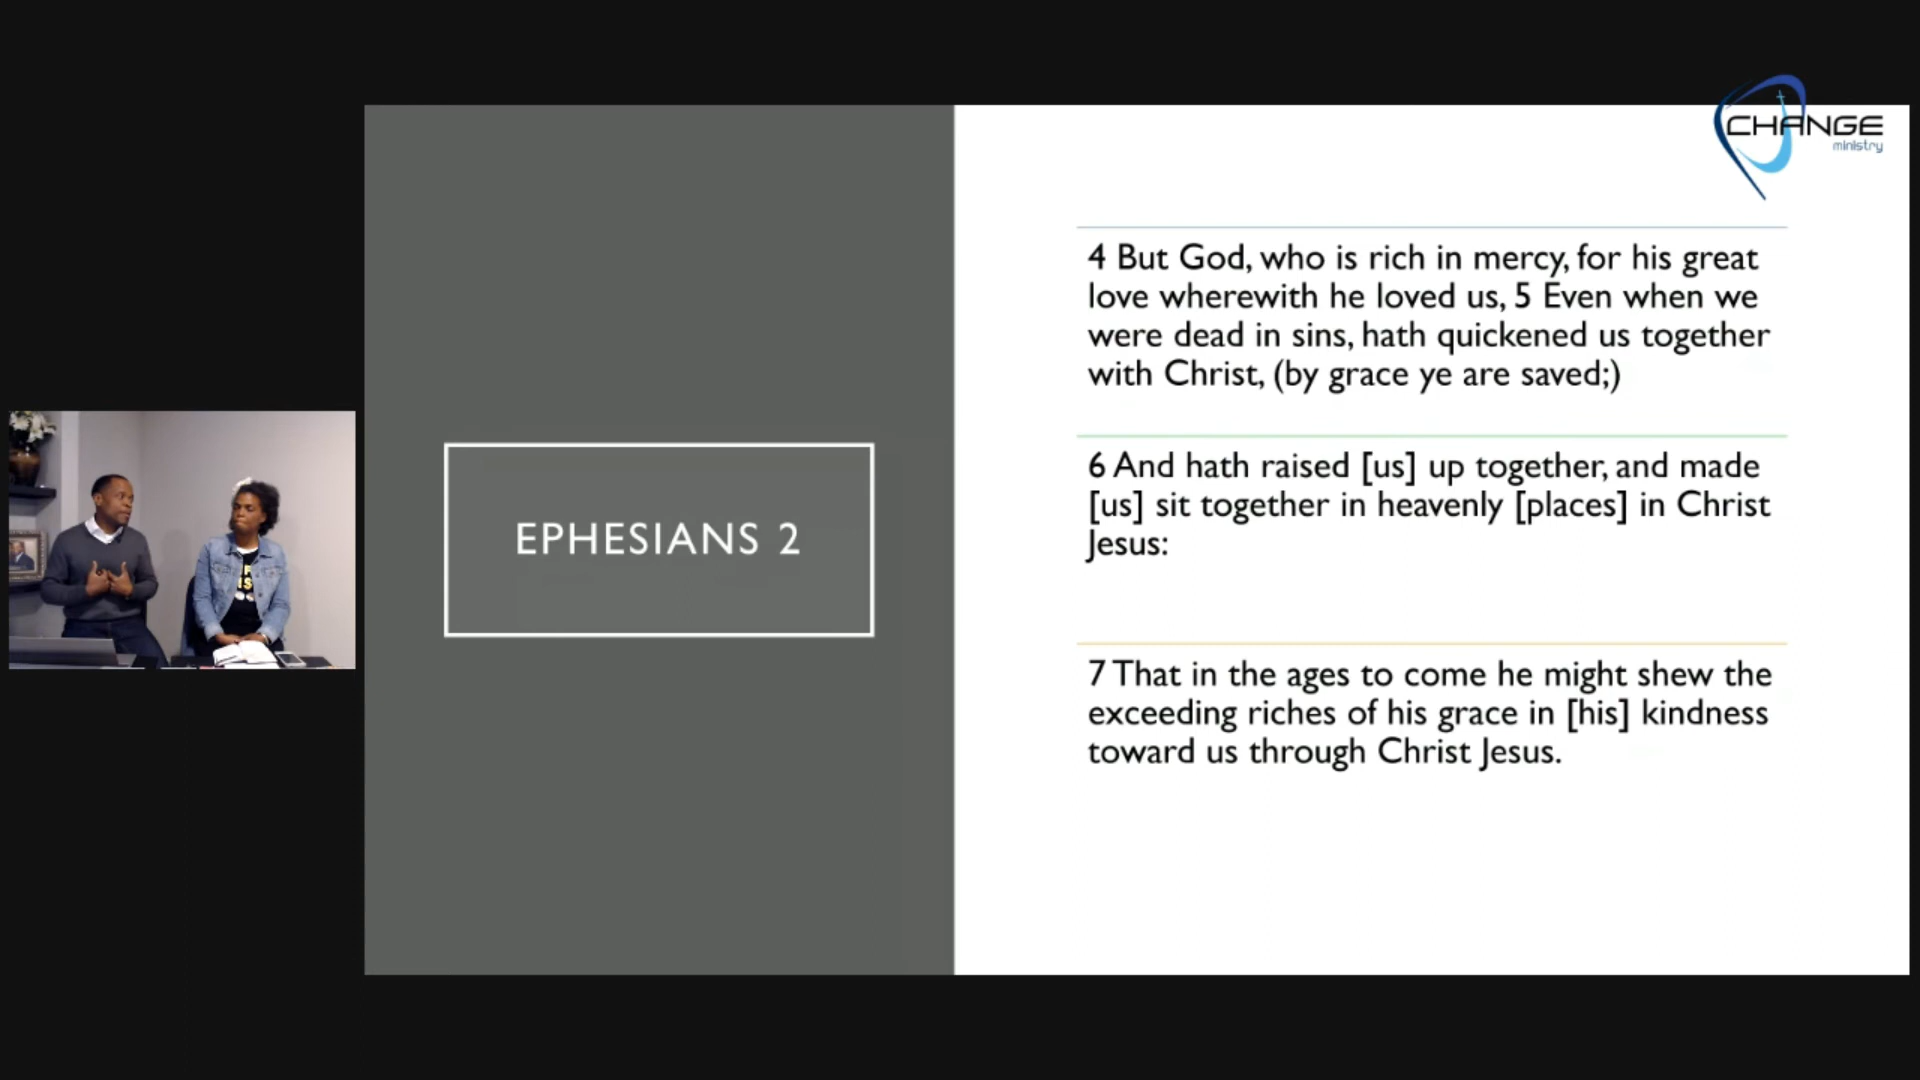 CHANGE
ministry
EPHESIANS 2
4 But God, who is rich in mercy, for his great
love wherewith he loved us, 5 Even when we
were dead in sins, hath quickened us together
with Christ, (by grace ye are saved;)
6 And hath raised [us] up together, and made
[us] sit together in heavenly [places] in Christ
Jesus:
7 That in the ages to come he might shew the
exceeding riches of his grace in [his] kindness
toward us through Christ Jesus.